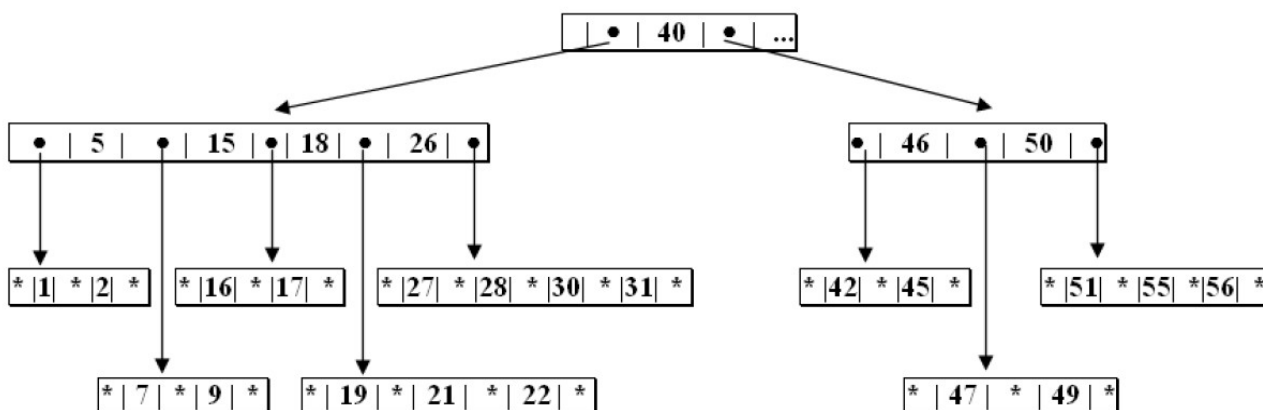 | • | 40 | • | ...
• | 5 | • | 15 | • | 18 | • | 26 | •
• | 46 | • | 50 | •
* |1| * |2| *
* |16| * |17| *
* |27| * |28| * |30| * |31| *
* |42| * |45| *
* |51| * |55| * |56| *
* | 7 | * | 9 | *
* | 19 | * | 21 | * | 22 | *
* | 47 | * | 49 | *